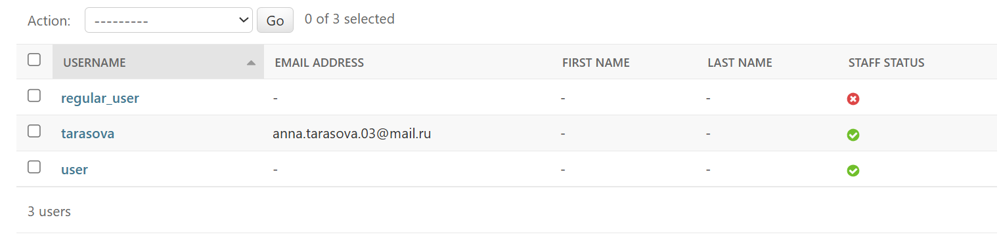 Action: --------- Go 0 of 3 selected
USERNAME EMAIL ADDRESS FIRST NAME LAST NAME STAFF STATUS
regular_user - - -
tarasova anna.tarasova.03@mail.ru - -
user - - -
3 users